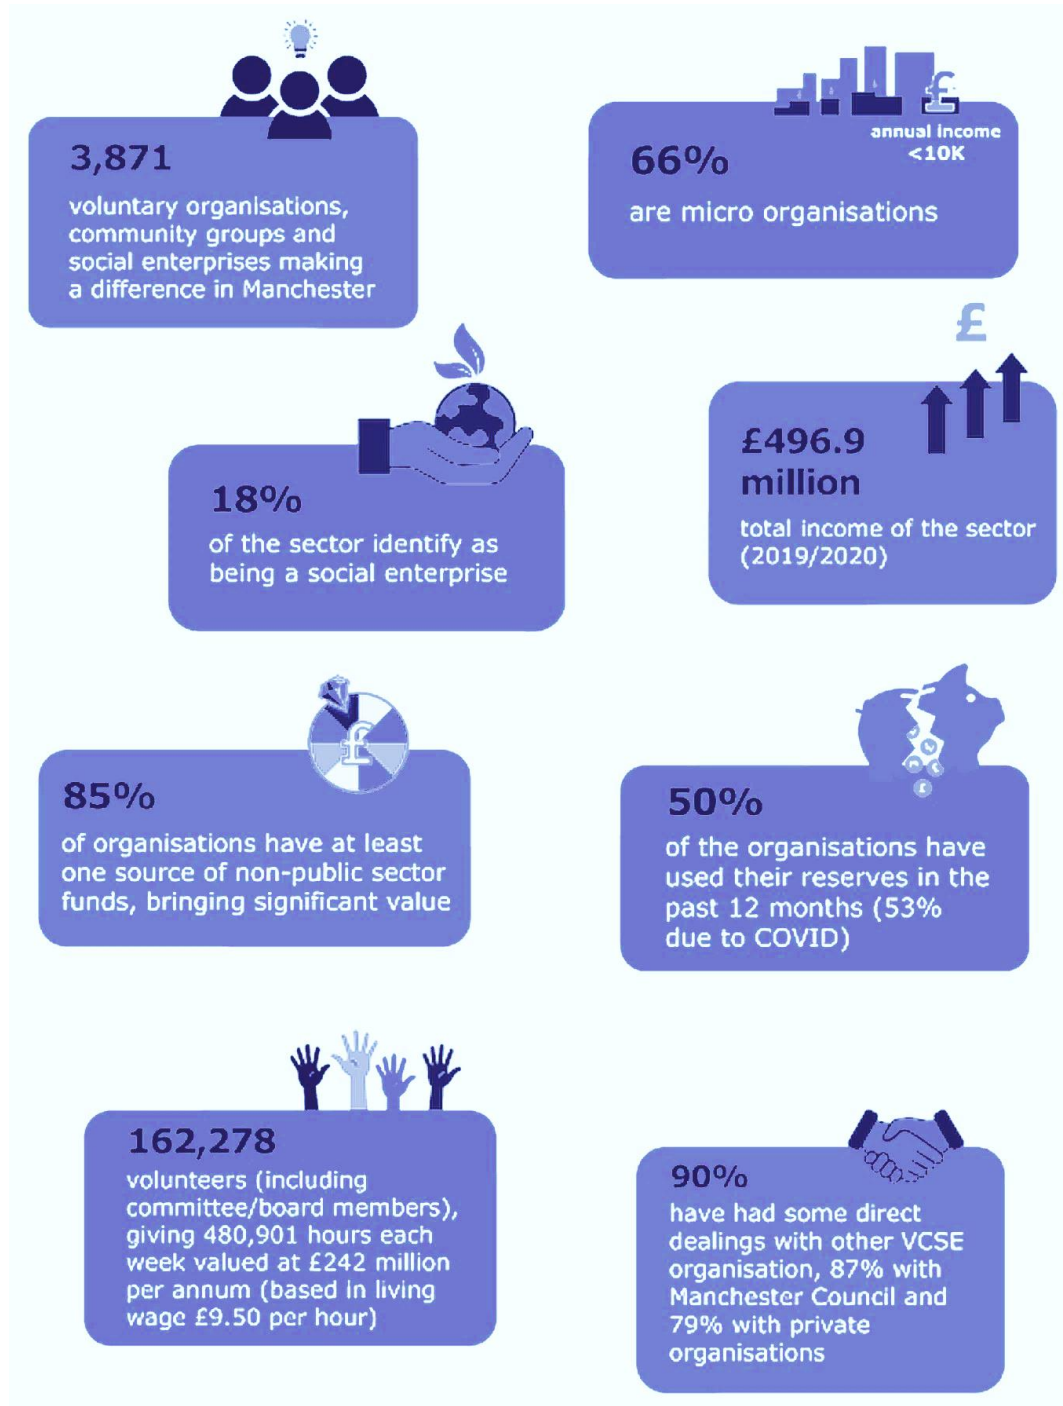 3,871
voluntary organisations,
community groups and
social enterprises making
a difference in Manchester
£
annual income
<10K
66%
are micro organisations
18%
of the sector identify as
being a social enterprise
£
£496.9
million
total income of the sector
(2019/2020)
£
85%
of organisations have at least
one source of non-public sector
funds, bringing significant value
£
50%
of the organisations have
used their reserves in the
past 12 months (53%
due to COVID)
162,278
volunteers (including
committee/board members),
giving 480,901 hours each
week valued at £242 million
per annum (based in living
wage £9.50 per hour)
90%
have had some direct
dealings with other VCSE
organisation, 87% with
Manchester Council and
79% with private
organisations